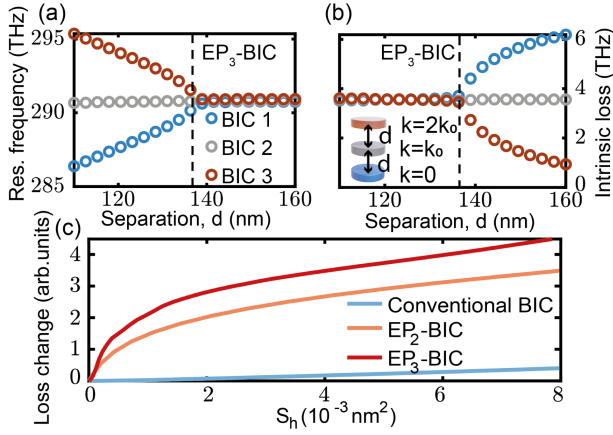 (a)
(b)
Res. frequency (THz)
295
290
285
EP3-BIC
BIC 1
BIC 2
BIC 3
120
140
160
Separation, d (nm)
EP3-BIC
k=2k₀
d
k=k₀
d
k=0
120
140
160
Separation, d (nm)
6
4
2
0
Intrinsic loss (THz)
(c)
Loss change (arb.units)
4
3
2
1
0
Conventional BIC
EP₂-BIC
EP₃-BIC
0
2
4
6
8
Sₕ(10⁻³ nm²)